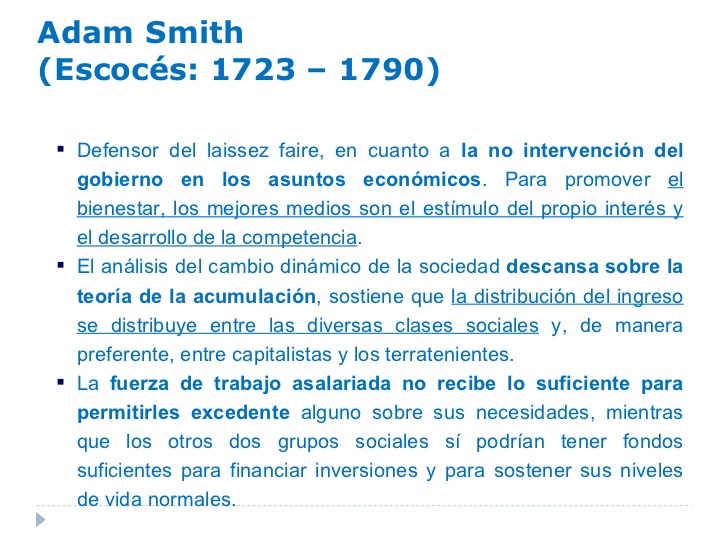 Adam Smith
(Escocés: 1723 – 1790)
▪ Defensor del laissez faire, en cuanto a la no intervención del
gobierno en los asuntos económicos. Para promover el
bienestar, los mejores medios son el estímulo del propio interés y
el desarrollo de la competencia.
▪ El análisis del cambio dinámico de la sociedad descansa sobre la
teoría de la acumulación, sostiene que la distribución del ingreso
se distribuye entre las diversas clases sociales y, de manera
preferente, entre capitalistas y los terratenientes.
▪ La fuerza de trabajo asalariada no recibe lo suficiente para
permitirles excedente alguno sobre sus necesidades, mientras
que los otros dos grupos sociales sí podrían tener fondos
suficientes para financiar inversiones y para sostener sus niveles
de vida normales.